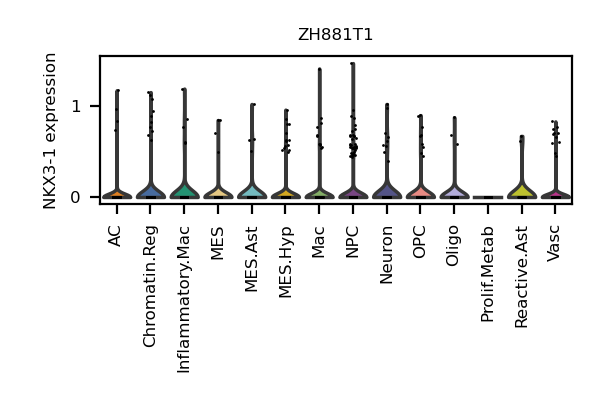 ZH881T1
NKX3-1 expression
1
0
AC
Chromatin.Reg
Inflammatory.Mac
MES
MES.Ast
MES.Hyp
Mac
NPC
Neuron
OPC
Oligo
Prolif.Metab
Reactive.Ast
Vasc